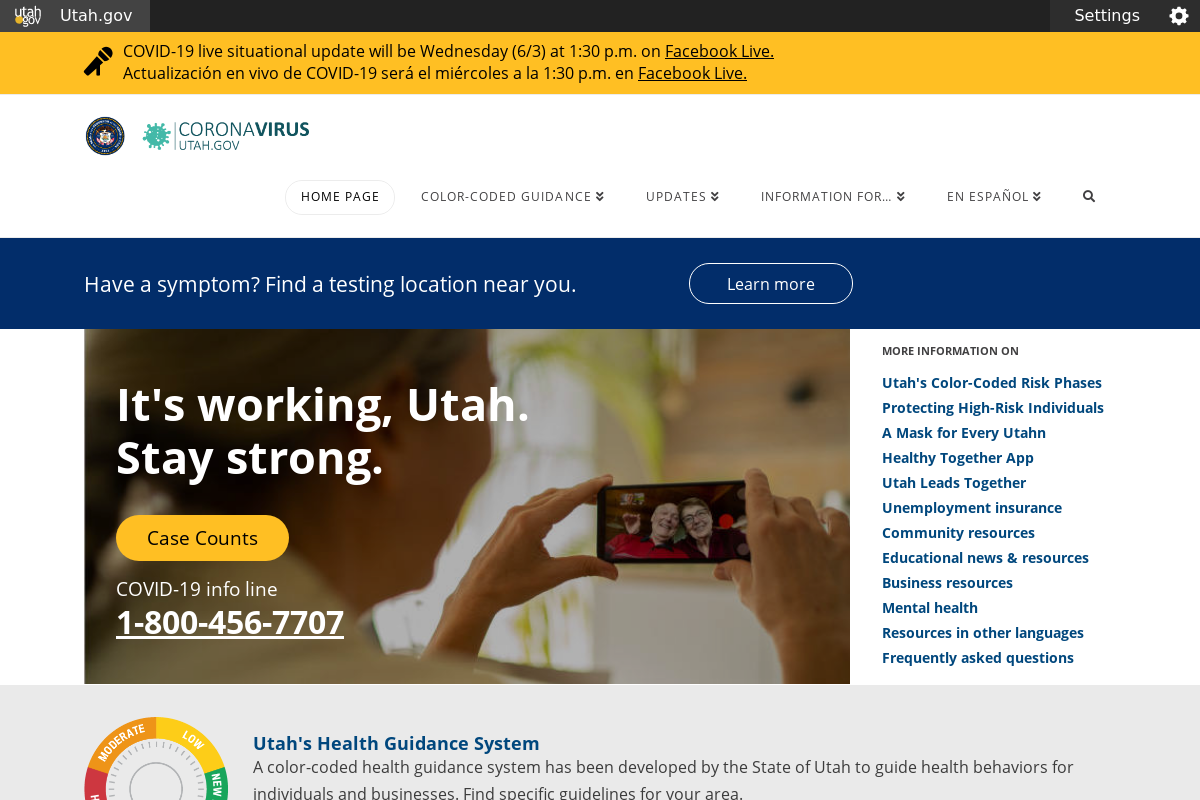 utah
gov
Utah.gov
Settings
COVID-19 live situational update will be Wednesday (6/3) at 1:30 p.m. on Facebook Live.
Actualización en vivo de COVID-19 será el miércoles a la 1:30 p.m. en Facebook Live.
CORONAVIRUS
UTAH.GOV
HOME PAGE
COLOR-CODED GUIDANCE
UPDATES
INFORMATION FOR…
EN ESPAÑOL
Have a symptom? Find a testing location near you.
Learn more
It's working, Utah.
Stay strong.
Case Counts
COVID-19 info line
1-800-456-7707
MORE INFORMATION ON
Utah's Color-Coded Risk Phases
Protecting High-Risk Individuals
A Mask for Every Utahn
Healthy Together App
Utah Leads Together
Unemployment insurance
Community resources
Educational news & resources
Business resources
Mental health
Resources in other languages
Frequently asked questions
MODERATE
LOW
NEW
Utah's Health Guidance System
A color-coded health guidance system has been developed by the State of Utah to guide health behaviors for
individuals and businesses. Find specific guidelines for your area.